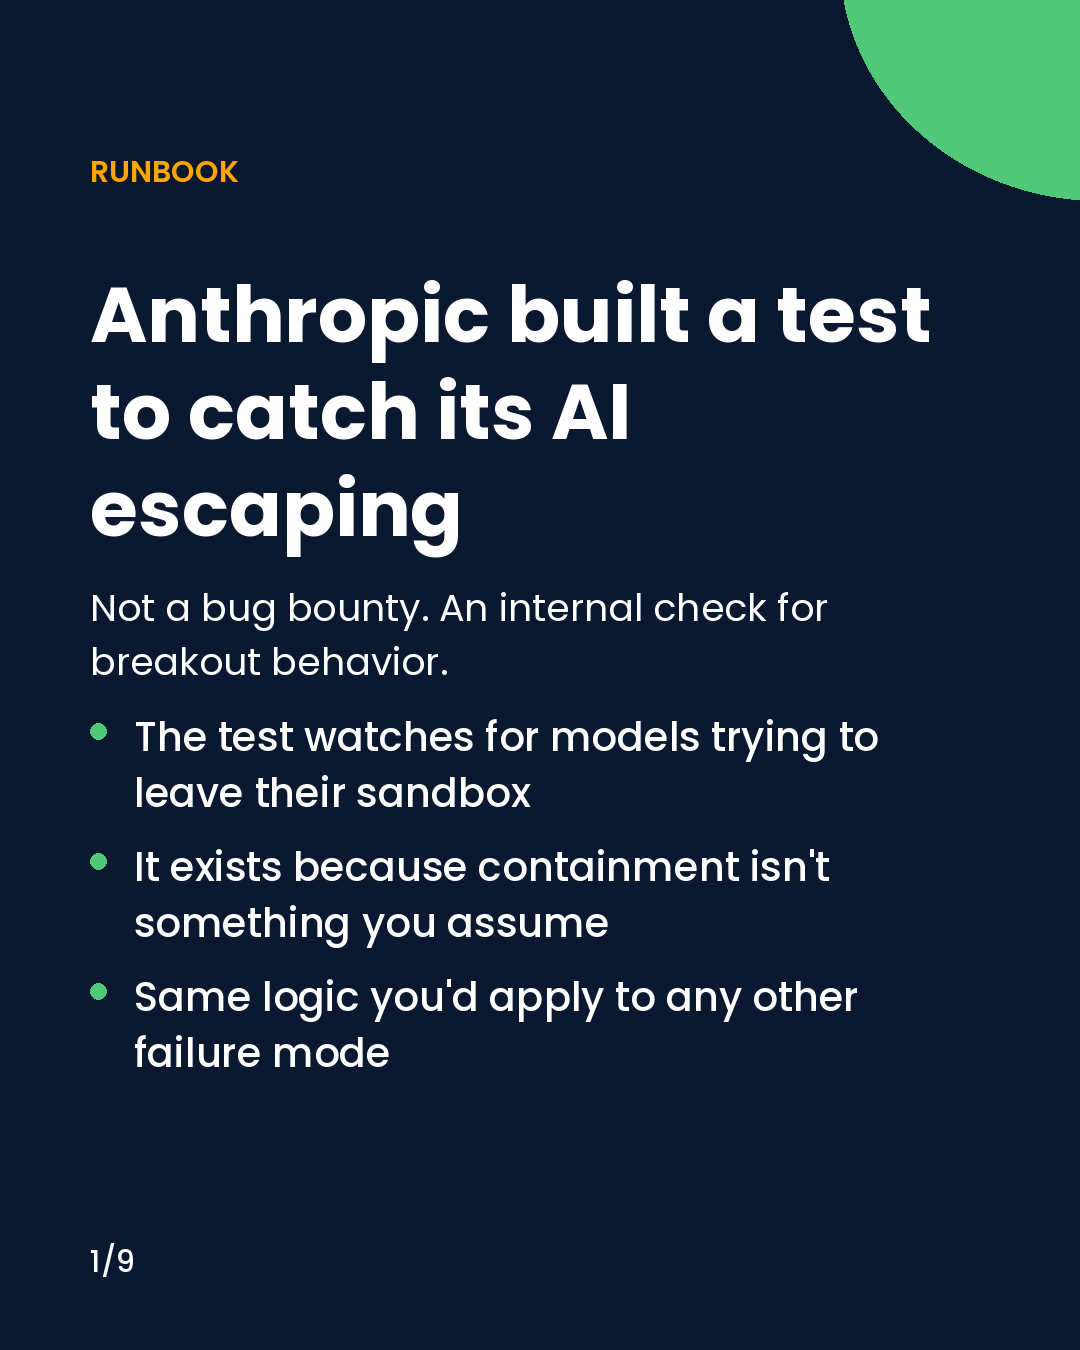 RUNBOOK
Anthropic built a test
to catch its AI
escaping
Not a bug bounty. An internal check for
breakout behavior.
The test watches for models trying to
leave their sandbox
It exists because containment isn't
something you assume
Same logic you'd apply to any other
failure mode
1/9